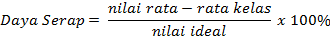 Daya Serap = nilai rata − rata kelas / nilai ideal x 100%